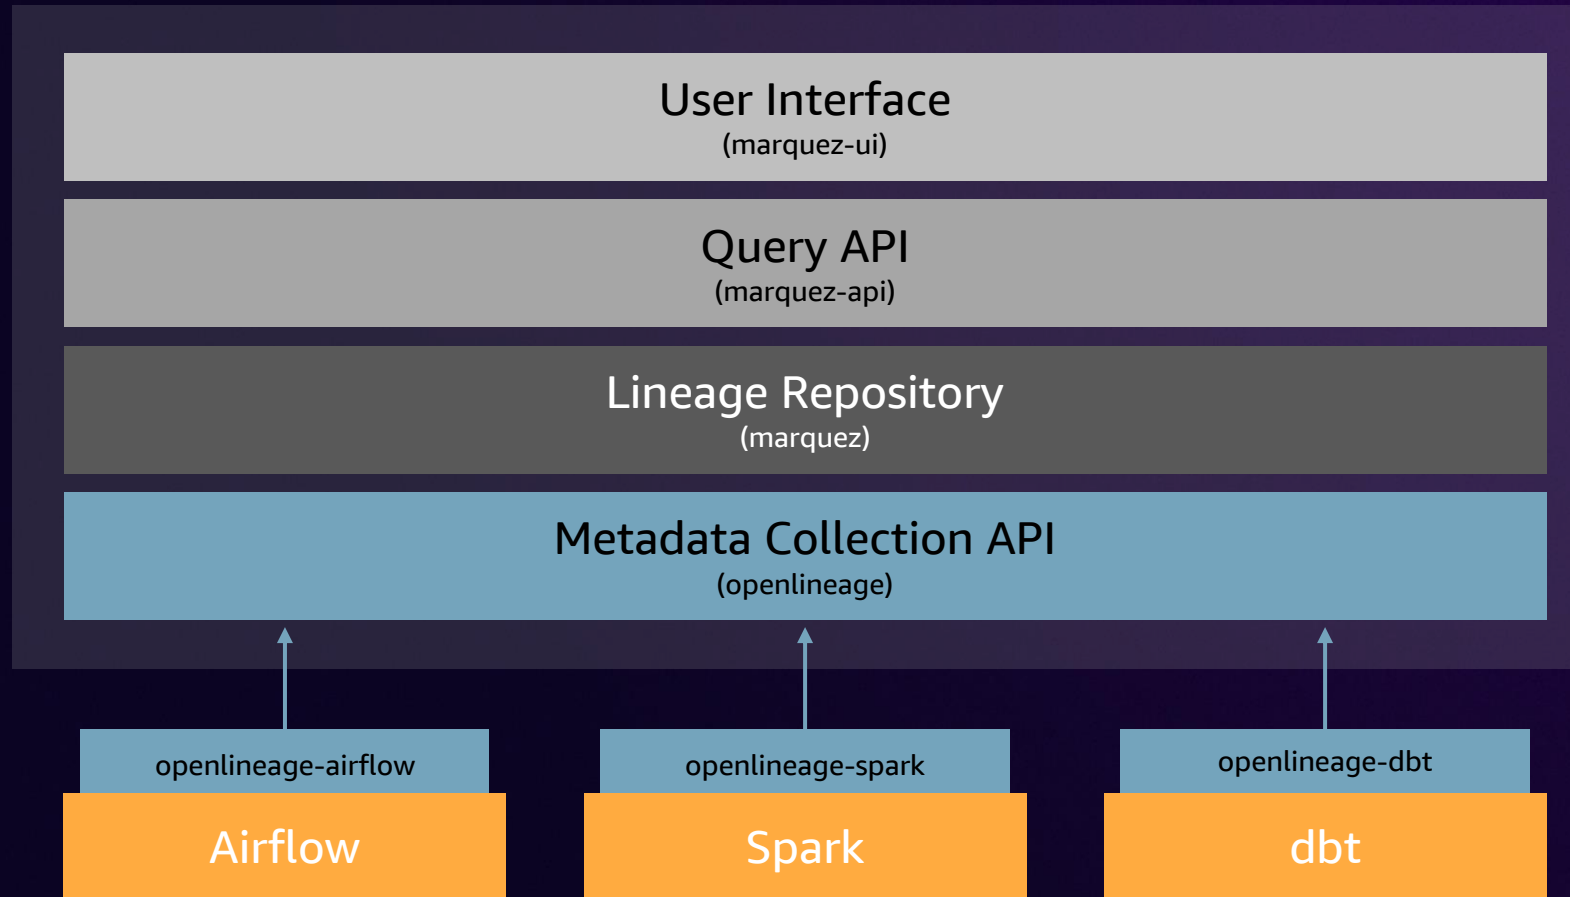 User Interface
(marquez-ui)
Query API
(marquez-api)
Lineage Repository
(marquez)
Metadata Collection API
(openlineage)
openlineage-airflow
openlineage-spark
openlineage-dbt
Airflow
Spark
dbt